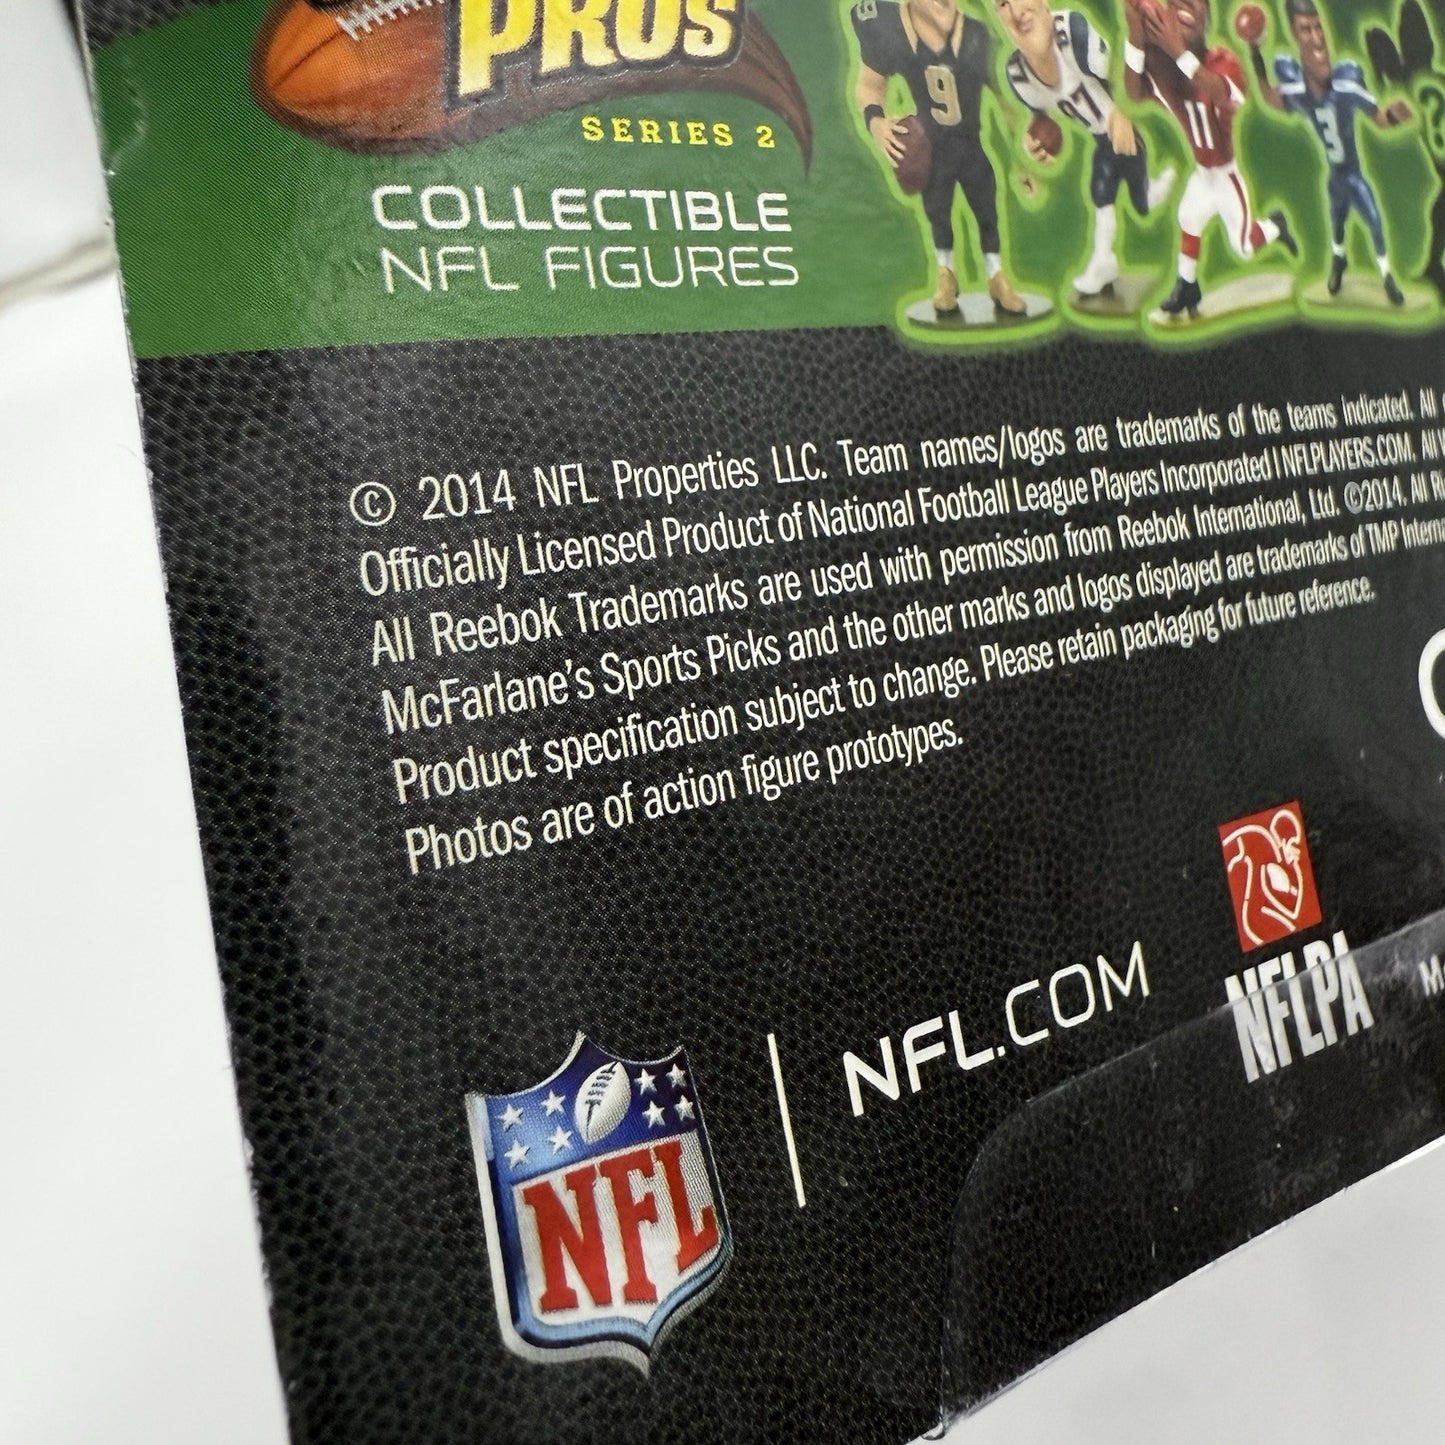 PROS
SERIES 2
COLLECTIBLE
NFL FIGURES
9
87
11
3
© 2014 NFL Properties LLC. Team names/logos are trademarks of the teams indicated. All
Officially Licensed Product of National Football League Players Incorporated | NFLPLAYERS.COM. All
All Reebok Trademarks are used with permission from Reebok International, Ltd. ©2014. All
McFarlane's Sports Picks and the other marks and logos displayed are trademarks of TMP
Product specification subject to change. Please retain packaging for future reference.
Photos are of action figure prototypes.
NFL
NFL.COM
NFLPA